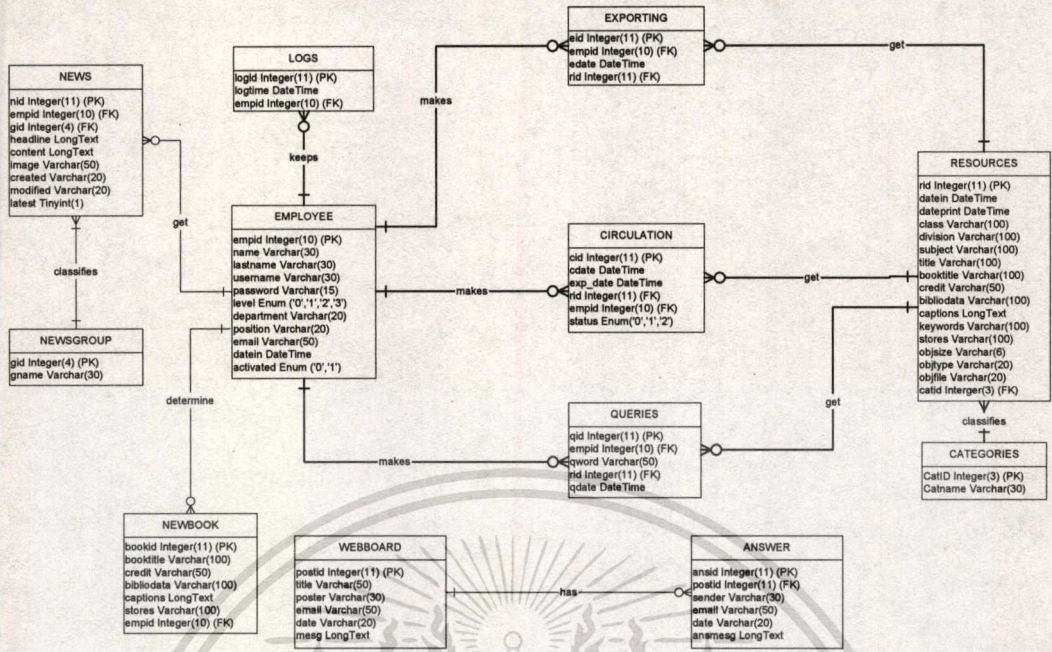 EXPORTING
eid Integer(11) (PK)
empid Integer(10) (FK)
edate DateTime
rid Integer(11) (FK)
get
LOGS
logid Integer(11) (PK)
logtime DateTime
empid Integer(10) (FK)
makes
keeps
NEWS
nid Integer(11) (PK)
empid Integer(10) (FK)
gid Integer(4) (FK)
headline LongText
content LongText
image Varchar(50)
created Varchar(20)
modified Varchar(20)
latest Tinyint(1)
get
classifies
NEWSGROUP
gid Integer(4) (PK)
gname Varchar(30)
EMPLOYEE
empid Integer(10) (PK)
name Varchar(30)
lastname Varchar(30)
username Varchar(30)
password Varchar(15)
level Enum ('0','1','2','3')
department Varchar(20)
position Varchar(20)
email Varchar(50)
datein DateTime
activated Enum ('0','1')
makes
CIRCULATION
cid Integer(11) (PK)
cdate DateTime
exp_date DateTime
rid Integer(11) (FK)
empid Integer(10) (FK)
status Enum('0','1','2')
get
RESOURCES
rid Integer(11) (PK)
datein DateTime
dateprint DateTime
class Varchar(100)
division Varchar(100)
subject Varchar(100)
title Varchar(100)
booktitle Varchar(100)
credit Varchar(50)
bibliodata Varchar(100)
captions LongText
keywords Varchar(100)
stores Varchar(100)
objsize Varchar(6)
objtype Varchar(20)
objfile Varchar(20)
catid Interger(3) (FK)
classifies
CATEGORIES
CatID Integer(3) (PK)
Catname Varchar(30)
determine
makes
QUERIES
qid Integer(11) (PK)
empid Integer(10) (FK)
qword Varchar(50)
rid Integer(11) (FK)
qdate DateTime
get
NEWBOOK
bookid Integer(11) (PK)
booktitle Varchar(100)
credit Varchar(50)
bibliodata Varchar(100)
captions LongText
stores Varchar(100)
empid Integer(10) (FK)
WEBBOARD
postid Integer(11) (PK)
title Varchar(50)
poster Varchar(30)
email Varchar(50)
date Varchar(20)
mesg LongText
has
ANSWER
ansid Integer(11) (PK)
postid Integer(11) (FK)
sender Varchar(30)
email Varchar(50)
date Varchar(20)
ansmesg LongText